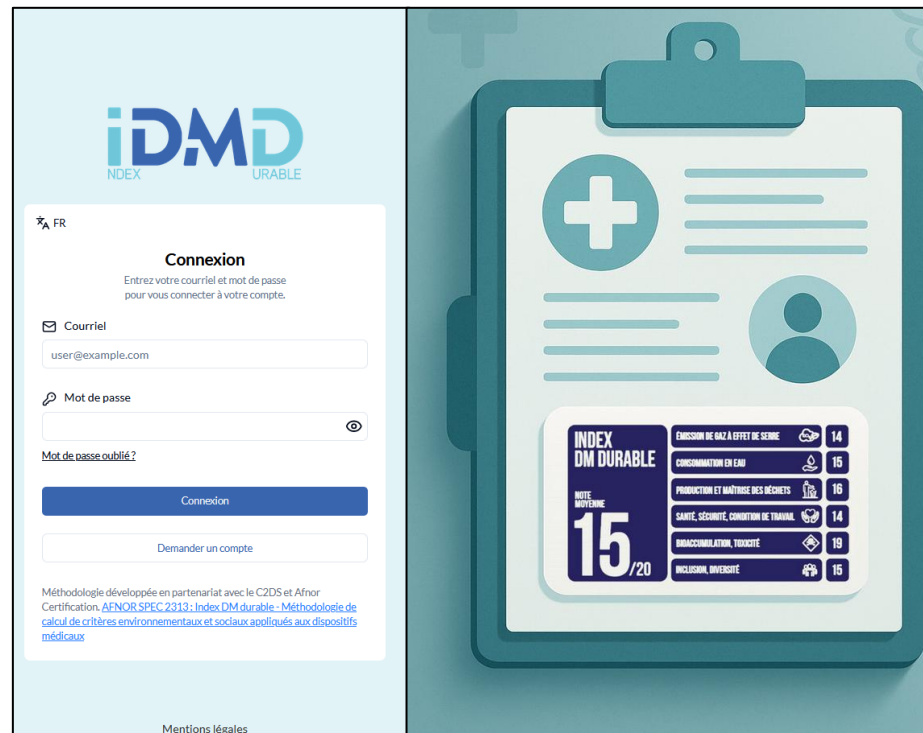 iDMD
NDEX URABLE
FR
Connexion
Entrez votre courriel et mot de passe
pour vous connecter à votre compte.
Courriel
user@example.com
Mot de passe
Mot de passe oublié ?
Connexion
Demander un compte
Méthodologie développée en partenariat avec le C2DS et Afnor
Certification. AFNOR SPEC 2313 : Index DM durable - Méthodologie de
calcul de critères environnementaux et sociaux appliqués aux dispositifs
médicaux
Mentions légales
INDEX
DM DURABLE
NOTE
MOYENNE
15/20
ÉMISSION DE GAZ À EFFET DE SERRE 14
CONSOMMATION EN EAU 15
PRODUCTION ET MAÎTRISE DES DÉCHETS 16
SANTÉ, SÉCURITÉ, CONDITION DE TRAVAIL 14
BIOACCUMULATION, TOXICITÉ 19
INCLUSION, DIVERSITÉ 15